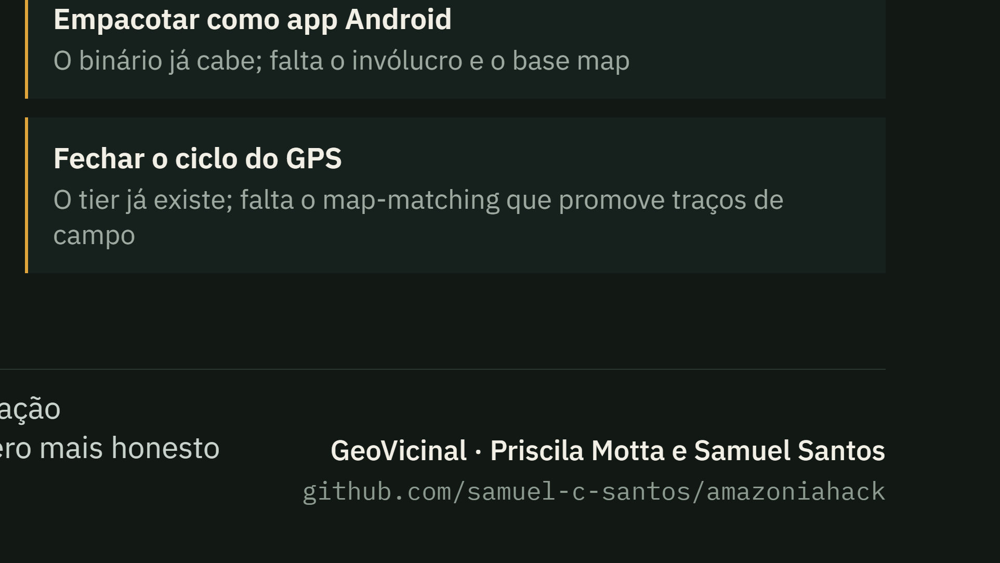 Empacotar como app Android
O binário já cabe; falta o invólucro e o base map
Fechar o ciclo do GPS
O tier já existe; falta o map-matching que promove traços de
campo
ação
ero mais honesto
GeoVicinal · Priscila Motta e Samuel Santos
github.com/samuel-c-santos/amazoniahack